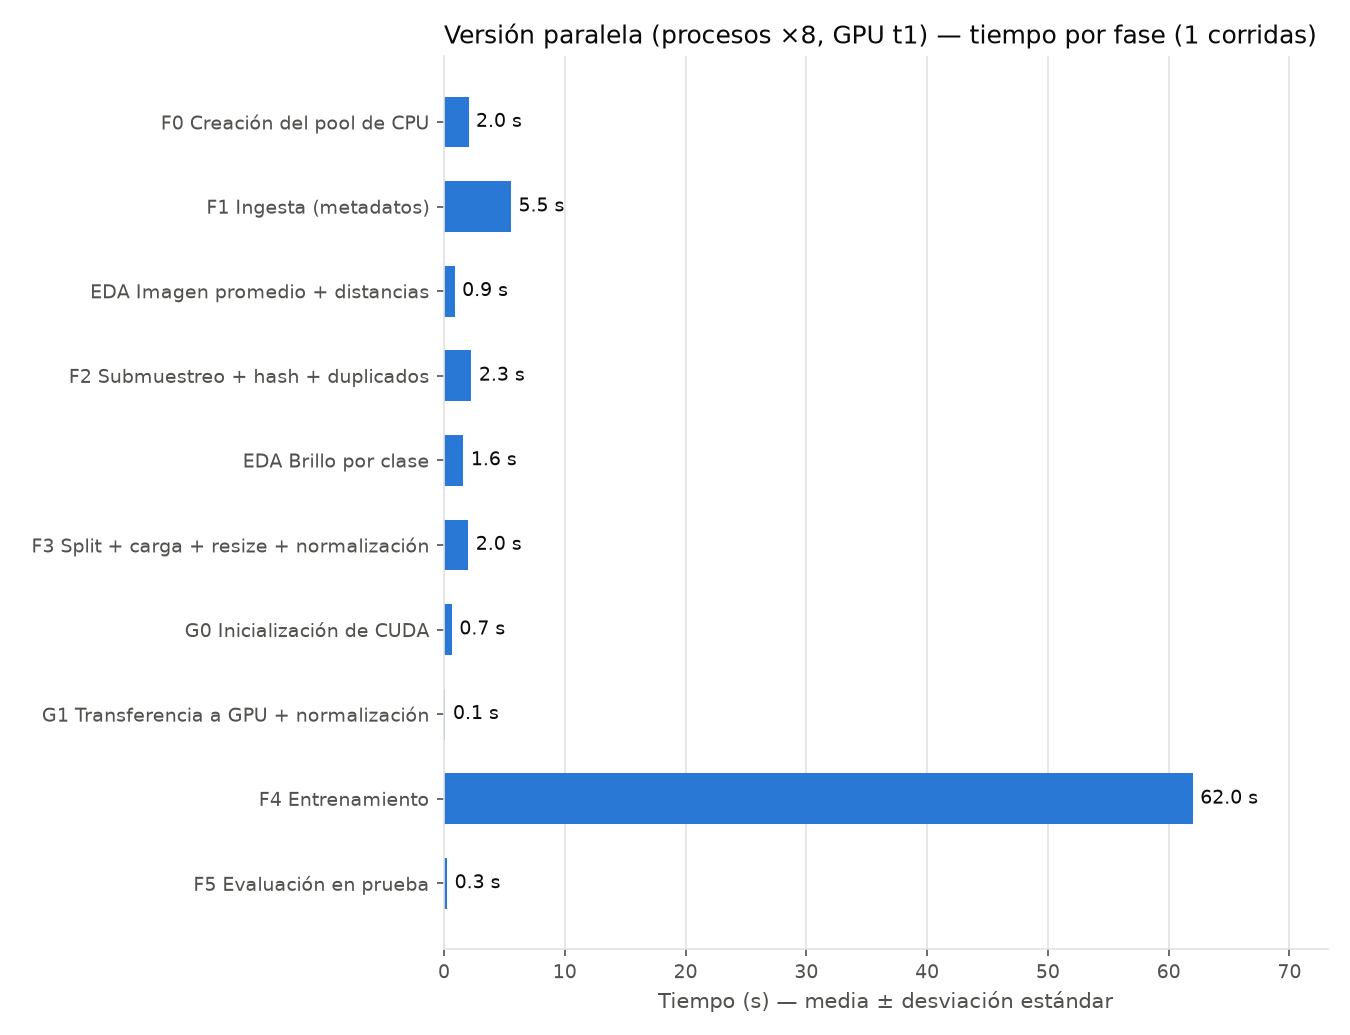 Versión paralela (procesos ×8, GPU t1) — tiempo por fase (1 corridas)
F0 Creación del pool de CPU 2.0 s
F1 Ingesta (metadatos) 5.5 s
EDA Imagen promedio + distancias 0.9 s
F2 Submuestreo + hash + duplicados 2.3 s
EDA Brillo por clase 1.6 s
F3 Split + carga + resize + normalización 2.0 s
G0 Inicialización de CUDA 0.7 s
G1 Transferencia a GPU + normalización 0.1 s
F4 Entrenamiento 62.0 s
F5 Evaluación en prueba 0.3 s
0 10 20 30 40 50 60 70
Tiempo (s) — media ± desviación estándar